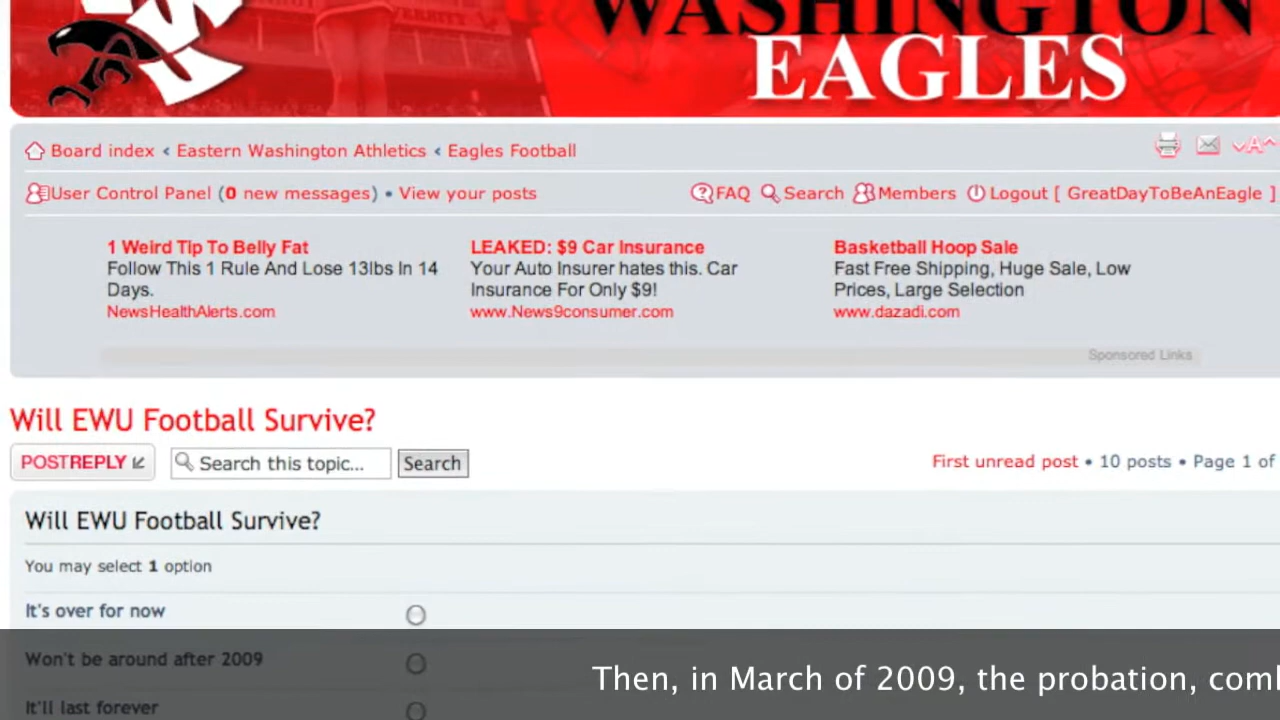 WASHINGTON
EAGLES
Board index ‹ Eastern Washington Athletics ‹ Eagles Football
User Control Panel (0 new messages) • View your posts
FAQ Search Members Logout [ GreatDayToBeAnEagle ]
1 Weird Tip To Belly Fat
Follow This 1 Rule And Lose 13lbs In 14
Days.
NewsHealthAlerts.com
LEAKED: $9 Car Insurance
Your Auto Insurer hates this. Car
Insurance For Only $9!
www.News9consumer.com
Basketball Hoop Sale
Fast Free Shipping, Huge Sale, Low
Prices, Large Selection
www.dazadi.com
Sponsored Links
Will EWU Football Survive?
POSTREPLY
Search this topic...
Search
First unread post • 10 posts • Page 1 of
Will EWU Football Survive?
You may select 1 option
It's over for now
Won't be around after 2009
It'll last forever
Then, in March of 2009, the probation,